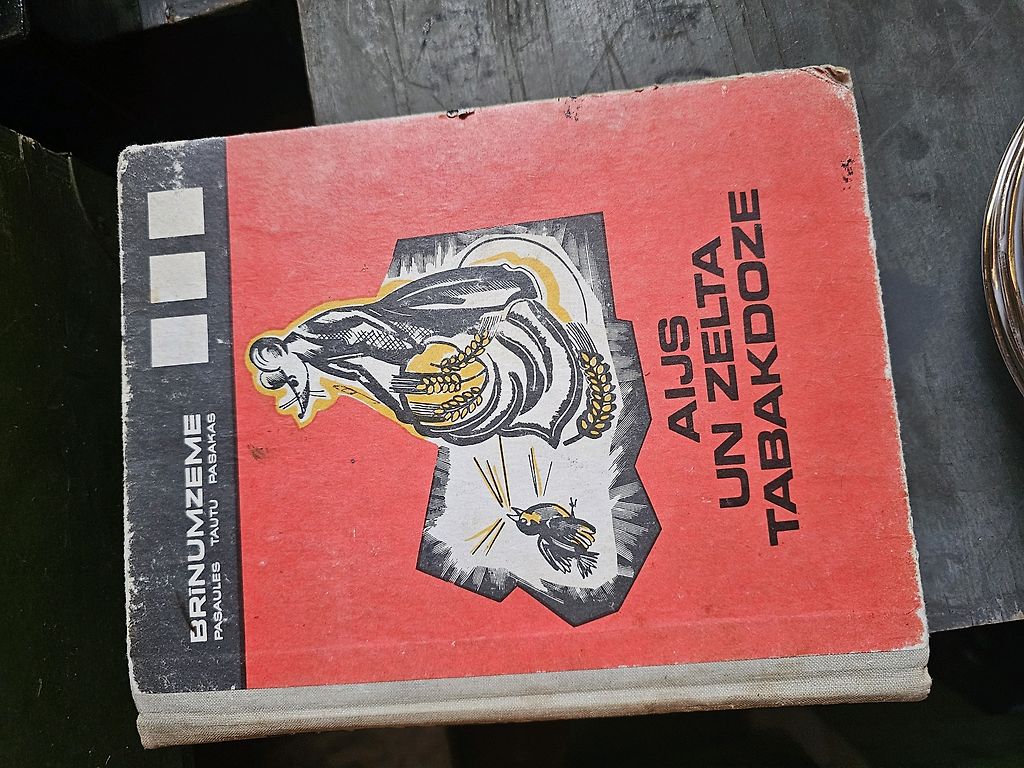 BRĪNUMZEME
PASAULES TAUTU PASAKAS
AIJS
UN ZELTA
TABAKDOZE